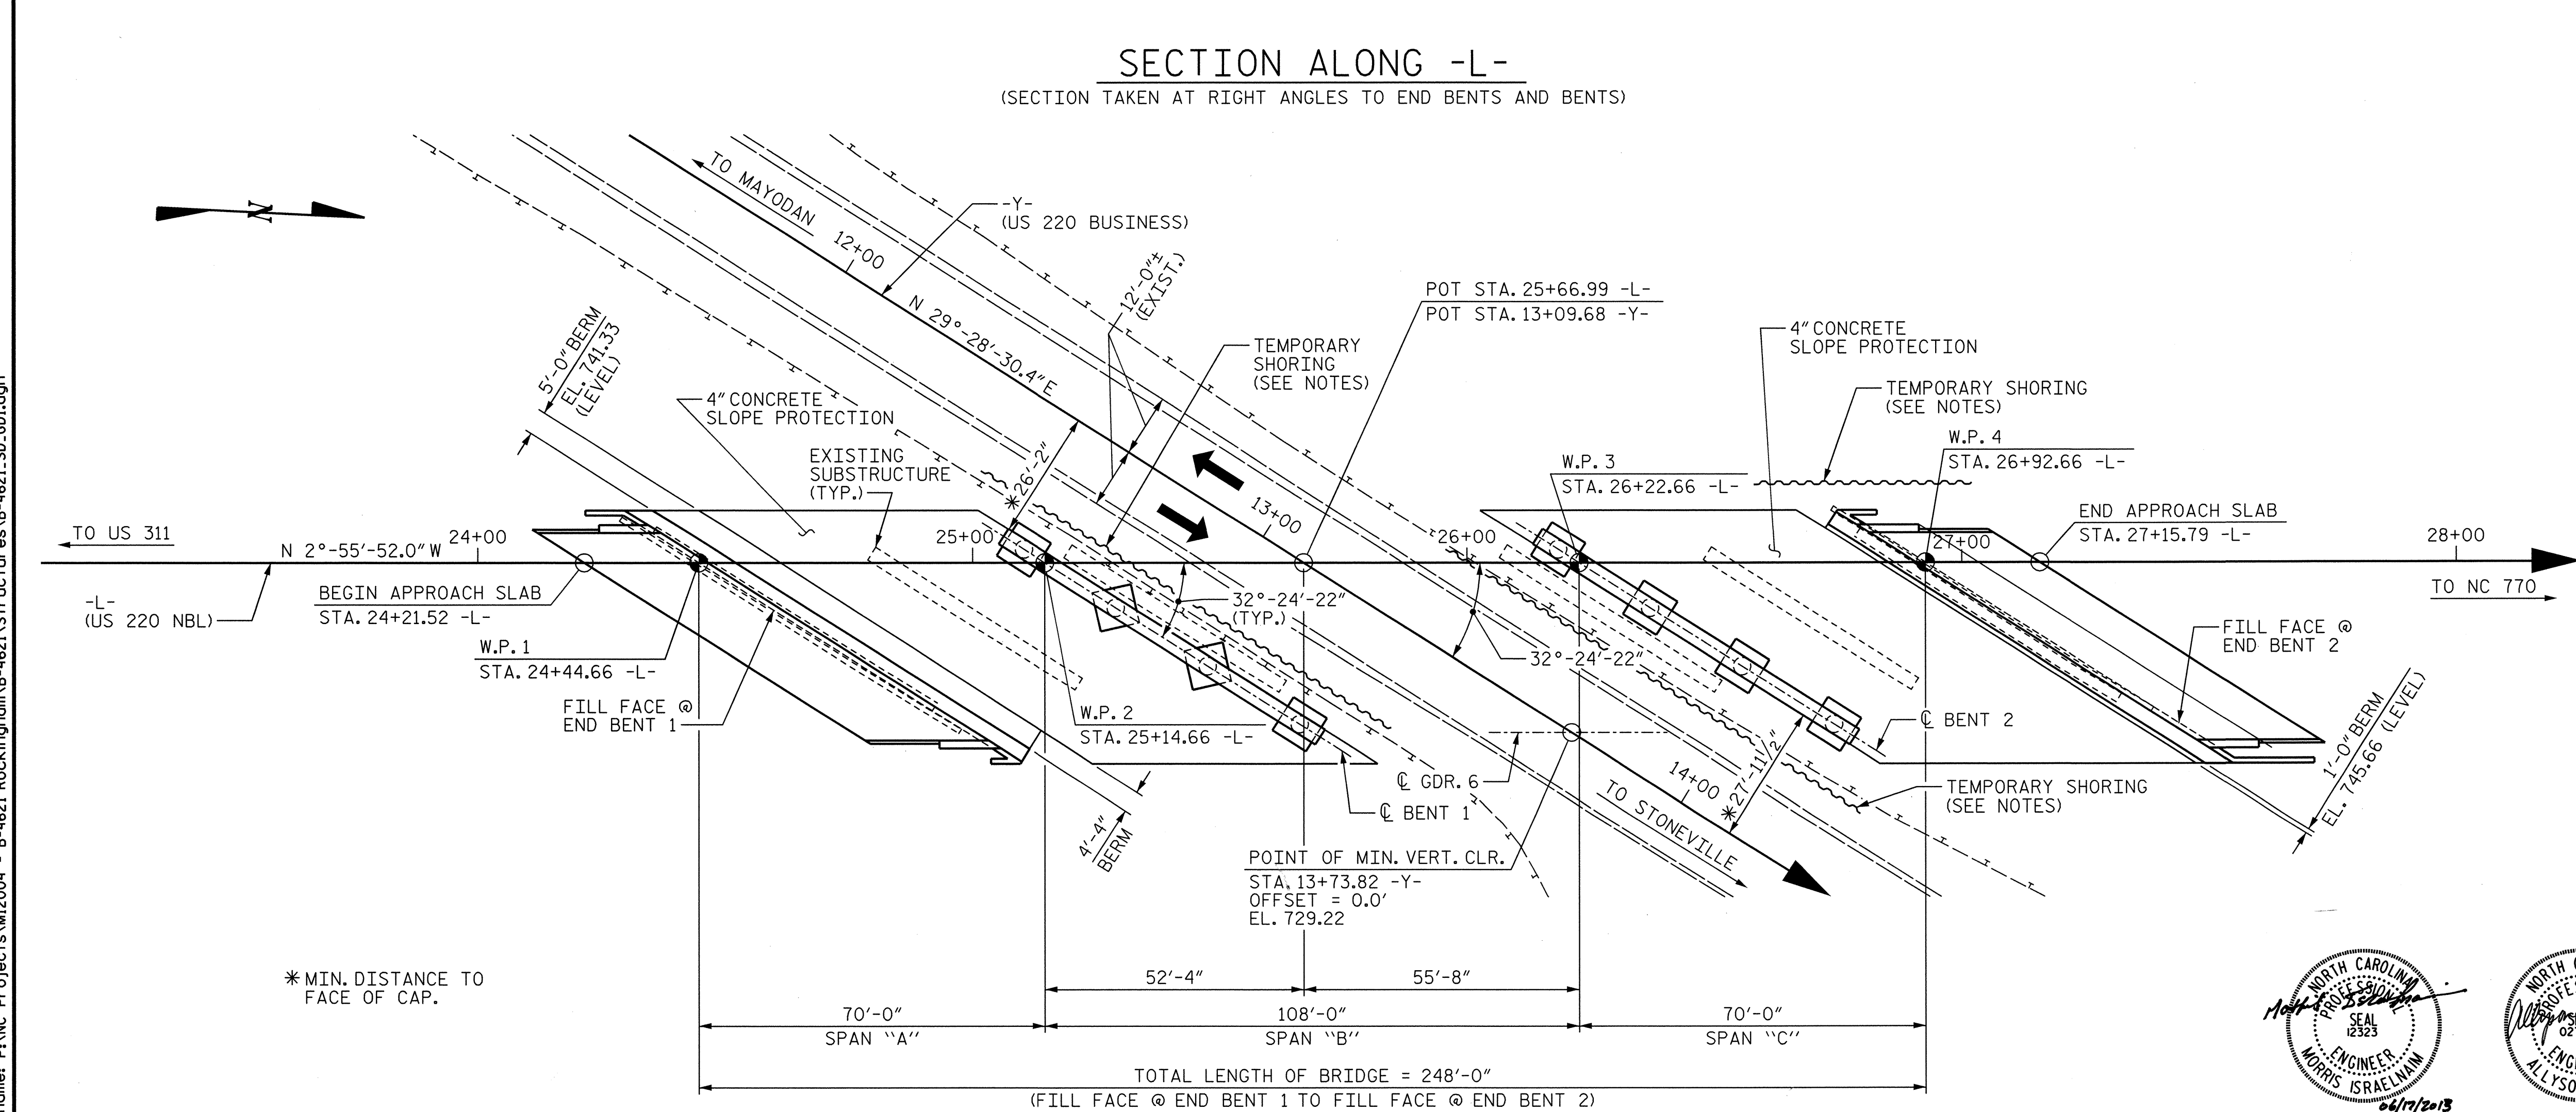 SECTION ALONG -L-
(SECTION TAKEN AT RIGHT ANGLES TO END BENTS AND BENTS)
N
TO MAYODAN
12+00
-Y-
(US 220 BUSINESS)
12'-0"±
(EXIST.)
N 29°-28'-30.4" E
5'-0" BERM
EL. 741.33
(LEVEL)
4" CONCRETE
SLOPE PROTECTION
EXISTING
SUBSTRUCTURE
(TYP.)
* 26'-2"
TEMPORARY
SHORING
(SEE NOTES)
POT STA. 25+66.99 -L-
POT STA. 13+09.68 -Y-
4" CONCRETE
SLOPE PROTECTION
TEMPORARY SHORING
(SEE NOTES)
W.P. 4
STA. 26+92.66 -L-
W.P. 3
STA. 26+22.66 -L-
END APPROACH SLAB
STA. 27+15.79 -L-
TO US 311
N 2°-55'-52.0" W
24+00
25+00
13+00
26+00
27+00
28+00
TO NC 770
-L-
(US 220 NBL)
BEGIN APPROACH SLAB
STA. 24+21.52 -L-
W.P. 1
STA. 24+44.66 -L-
FILL FACE @
END BENT 1
32°-24'-22"
(TYP.)
32°-24'-22"
FILL FACE @
END BENT 2
W.P. 2
STA. 25+14.66 -L-
℄ BENT 2
℄ GDR. 6
℄ BENT 1
14+00
* 27'-11½"
TO STONEVILLE
TEMPORARY SHORING
(SEE NOTES)
1'-0" BERM
EL. 745.66 (LEVEL)
4'-4"
BERM
POINT OF MIN. VERT. CLR.
STA. 13+73.82 -Y-
OFFSET = 0.0'
EL. 729.22
* MIN. DISTANCE TO
FACE OF CAP.
52'-4"
55'-8"
70'-0"
SPAN "A"
108'-0"
SPAN "B"
70'-0"
SPAN "C"
TOTAL LENGTH OF BRIDGE = 248'-0"
(FILL FACE @ END BENT 1 TO FILL FACE @ END BENT 2)
NORTH CAROLINA
PROFESSIONAL
SEAL
12323
ENGINEER
MORRIS ISRAELNAIM
06/17/2013